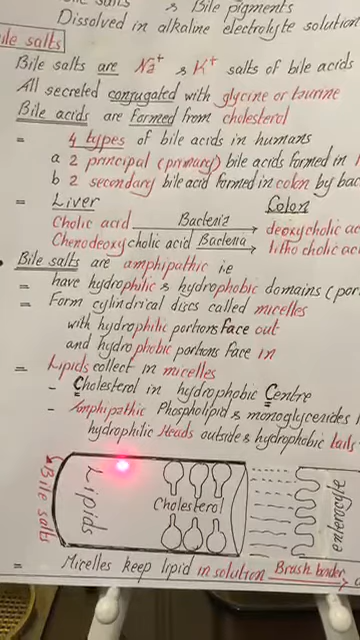 Bile pigments
Dissolved in alkaline electrolyte solution
Bile salts
Bile salts are Na+ & K+ salts of bile acids
All secreted conjugated with glycine or taurine
Bile acids are formed from cholesterol
= 4 types of bile acids in humans
a 2 principal (primary) bile acids formed in
b 2 secondary bile acid formed in colon by bac
Liver Colon
Cholic acid Bacteria → deoxycholic ac
Chenodeoxycholic acid Bacteria → litho cholic ac
• Bile salts are amphipathic i.e
= have hydrophilic & hydrophobic domains (por
= Form cylindrical discs called micelles
with hydrophilic portions face out
and hydrophobic portions face in
= Lipids collect in micelles
- Cholesterol in hydrophobic Centre
- Amphipathic Phospholipid & monoglycerides
hydrophilic Heads outside & hydrophobic tails
Bile salts
Lipids
Cholesterol
enterocyte
= Micelles keep lipid in solution Brush border →